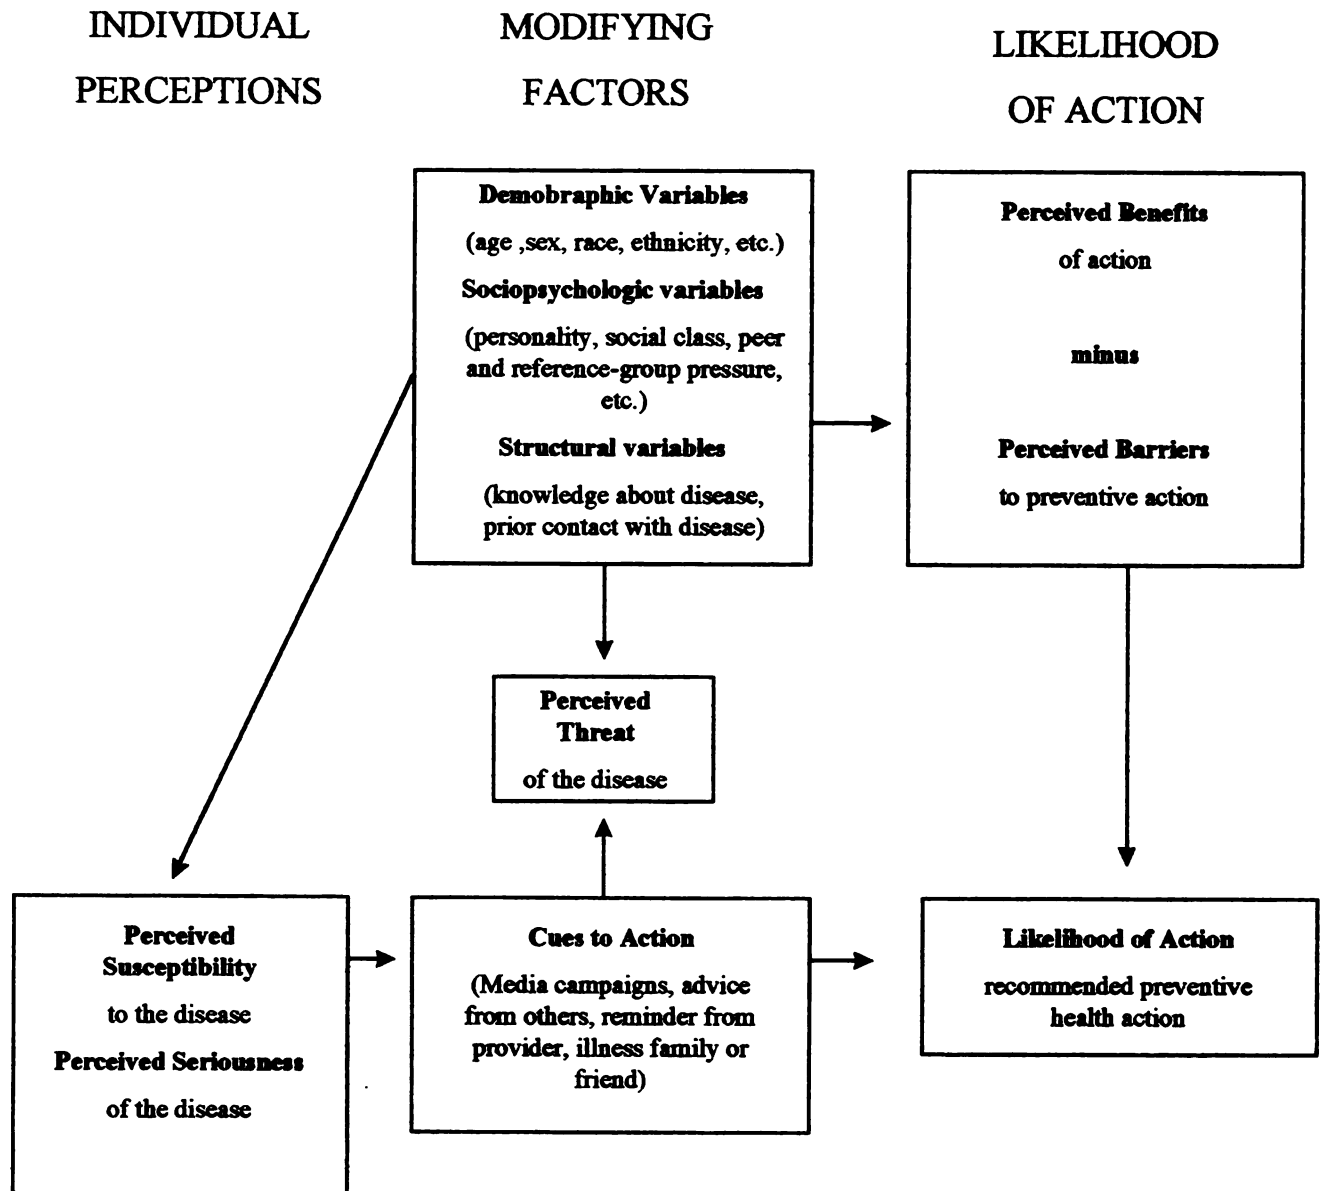 INDIVIDUAL
PERCEPTIONS
MODIFYING
FACTORS
LIKELIHOOD
OF ACTION
Demobraphic Variables
(age ,sex, race, ethnicity, etc.)
Sociopsychologic variables
(personality, social class, peer
and reference-group pressure,
etc.)
Structural variables
(knowledge about disease,
prior contact with disease)
Perceived Benefits
of action
minus
Perceived Barriers
to preventive action
Perceived
Threat
of the disease
Perceived
Susceptibility
to the disease
Perceived Seriousness
of the disease
Cues to Action
(Media campaigns, advice
from others, reminder from
provider, illness family or
friend)
Likelihood of Action
recommended preventive
health action